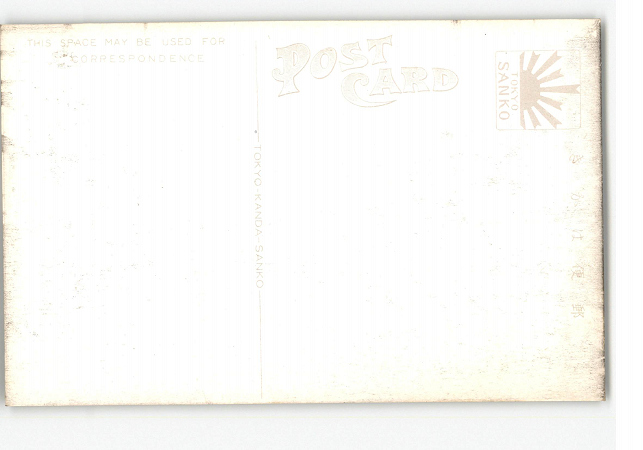 THIS SPACE MAY BE USED FOR
CORRESPONDENCE
POST
CARD
TOKYO
SANKO
TOKYO KANDA SANKO